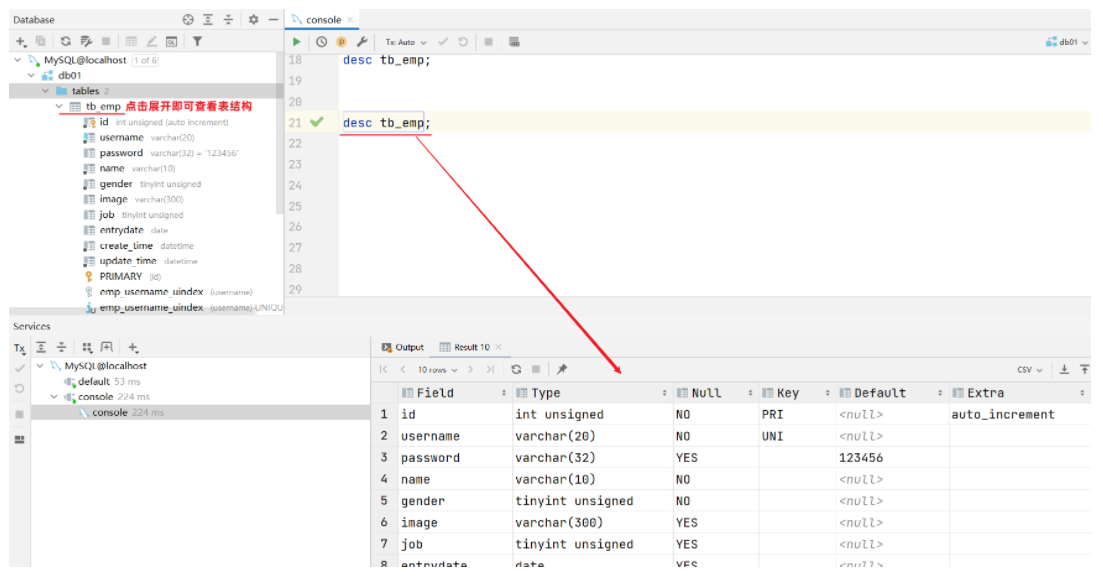 Database
console
Tx: Auto
db01
MySQL@localhost 1 of 6
db01
tables 2
tb_emp 点击展开即可查看表结构
id int unsigned (auto increment)
username varchar(20)
password varchar(32) = '123456'
name varchar(10)
gender tinyint unsigned
image varchar(300)
job tinyint unsigned
entrydate date
create_time datetime
update_time datetime
PRIMARY (id)
emp_username_uindex (username)
emp_username_uindex (username) UNIQU
18 desc tb_emp;
19
20
21 desc tb_emp;
22
23
24
25
26
27
28
29
Services
Tx
MySQL@localhost
default 53 ms
console 224 ms
console 224 ms
Output Result 10
10 rows CSV
Field Type Null Key Default Extra
1 id int unsigned NO PRI <null> auto_increment
2 username varchar(20) NO UNI <null>
3 password varchar(32) YES 123456
4 name varchar(10) NO <null>
5 gender tinyint unsigned NO <null>
6 image varchar(300) YES <null>
7 job tinyint unsigned YES <null>
8 entrydate date YES <null>